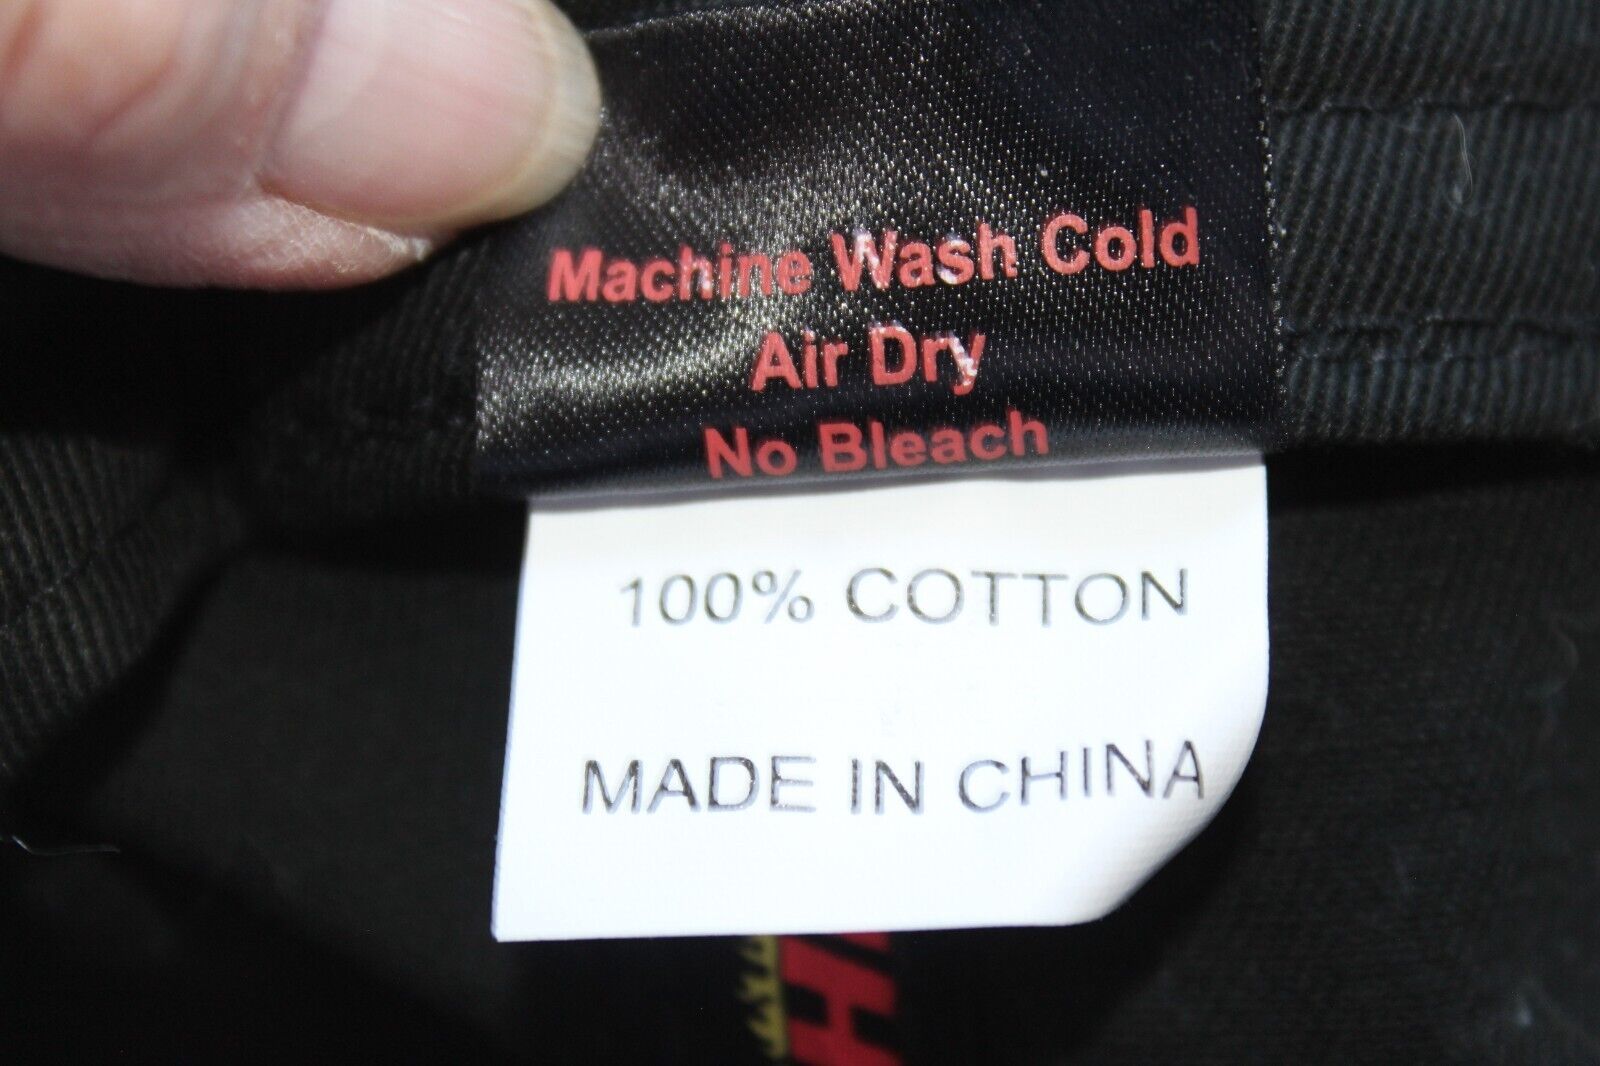 Machine Wash Cold
Air Dry
No Bleach
100% COTTON
MADE IN CHINA